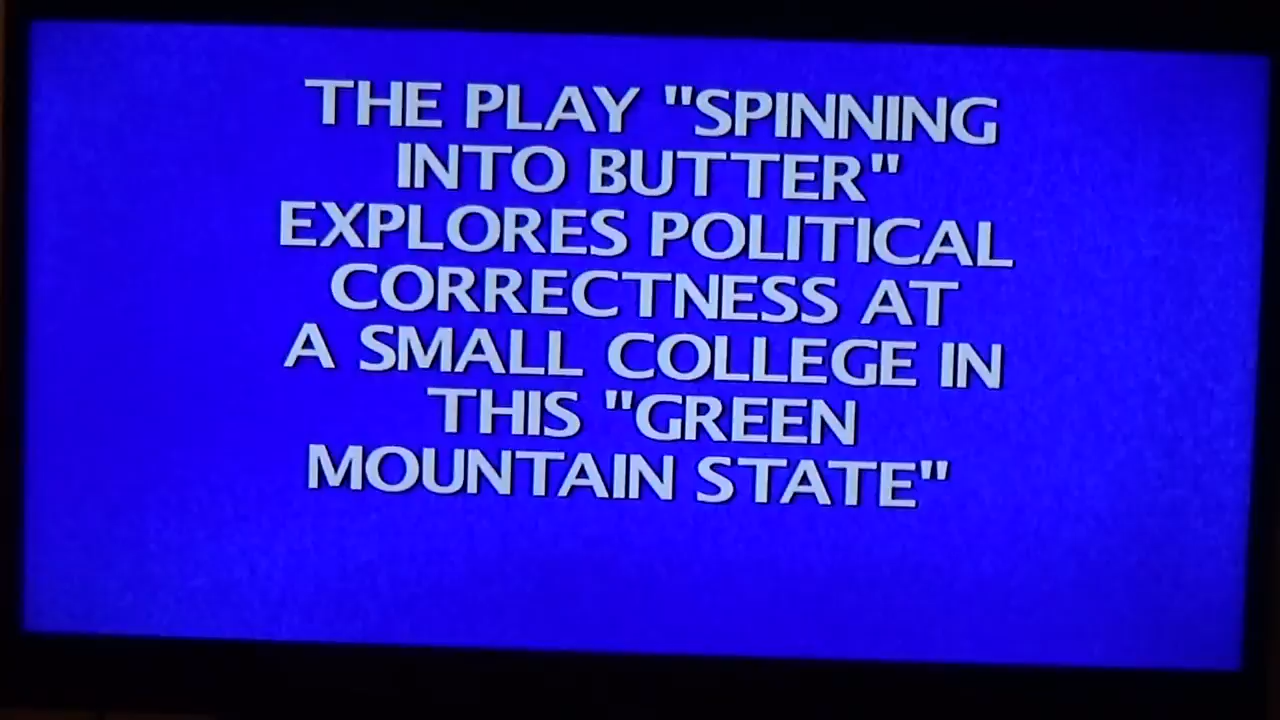 THE PLAY "SPINNING
INTO BUTTER"
EXPLORES POLITICAL
CORRECTNESS AT
A SMALL COLLEGE IN
THIS "GREEN
MOUNTAIN STATE"